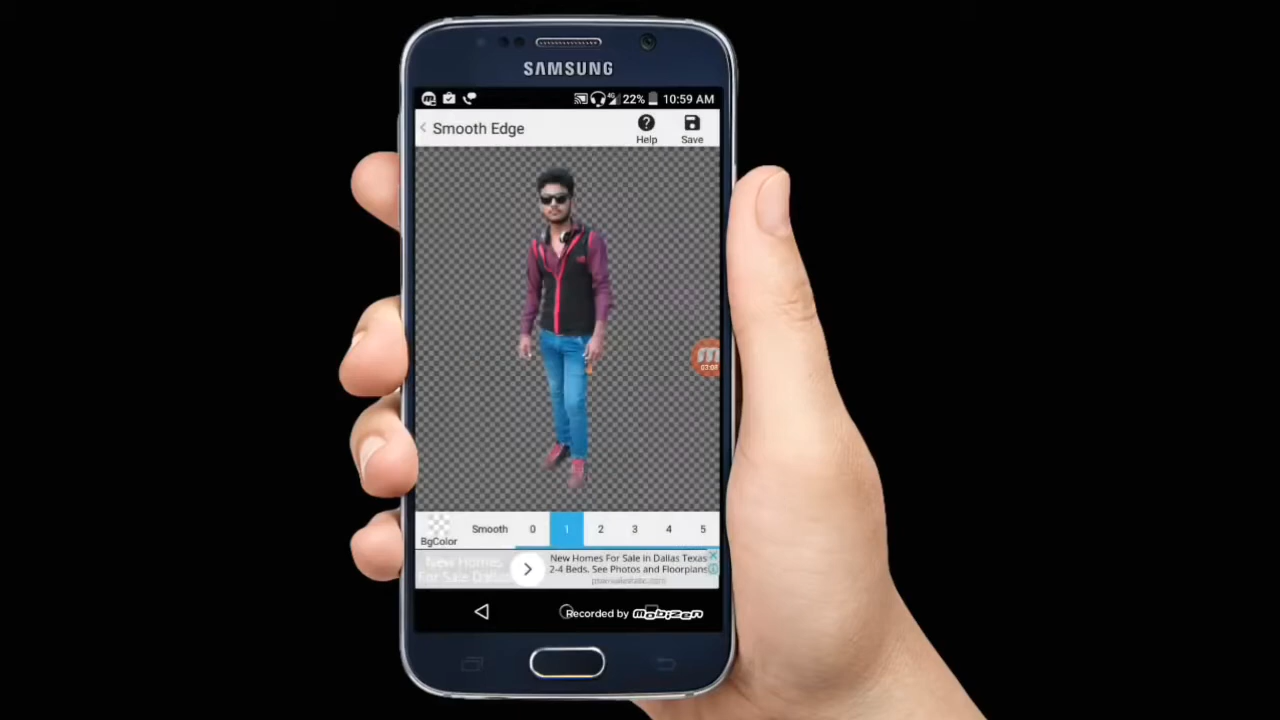 SAMSUNG
22% 10:59 AM
Smooth Edge
Help
Save
BgColor
Smooth 0 1 2 3 4 5
New Homes For Sale in Dallas Texas
2-4 Beds. See Photos and Floorplans
New Homes
For Sale Dallas
Recorded by mobizen